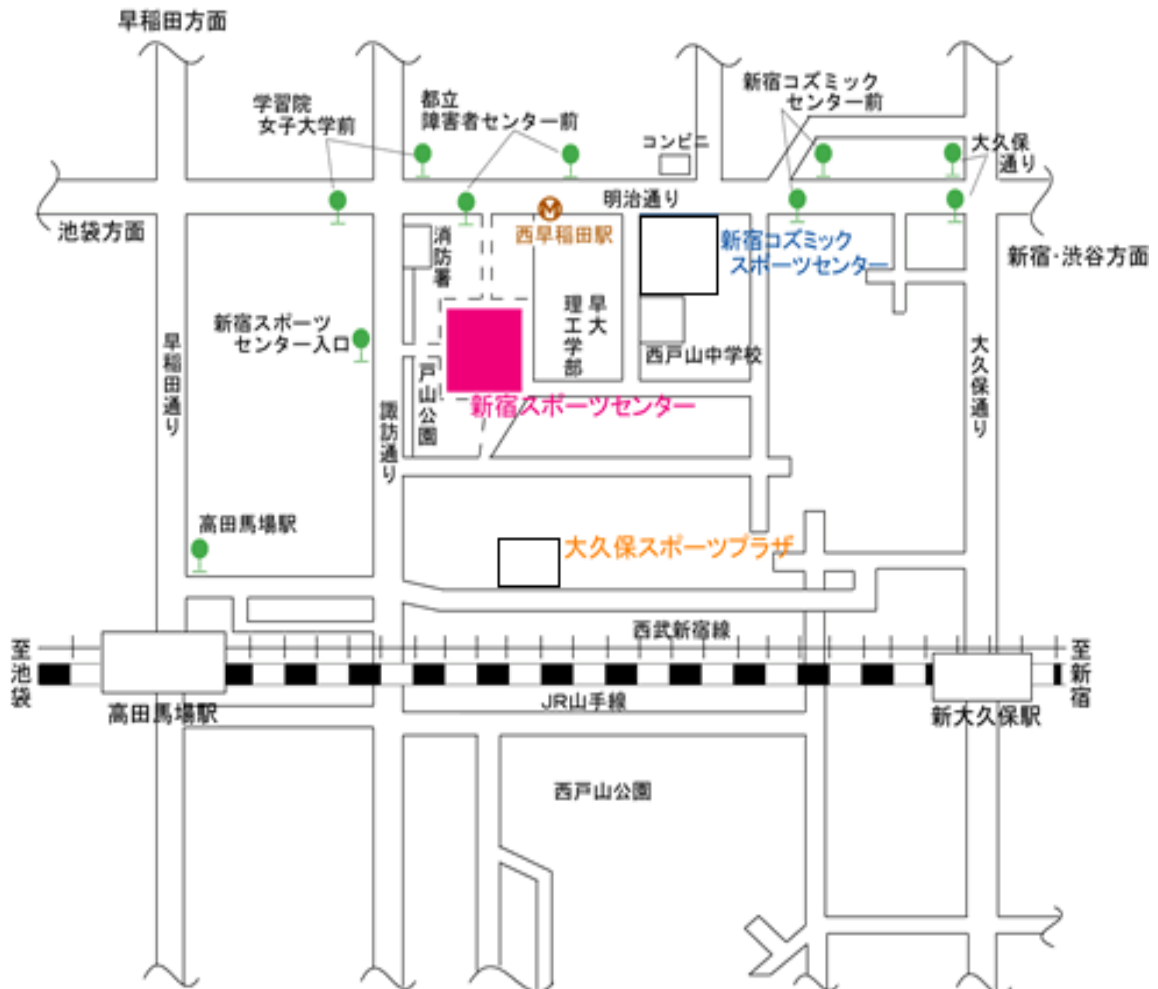 早稲田方面
学習院
女子大学前
都立
障害者センター前
コンビニ
新宿コズミック
センター前
大久保
通り
池袋方面
明治通り
西早稲田駅
消防署
新宿コズミック
スポーツセンター
新宿・渋谷方面
早稲田通り
新宿スポーツ
センター入口
諏訪通り
戸山公園
早大
理工学部
西戸山中学校
大久保通り
新宿スポーツセンター
高田馬場駅
大久保スポーツプラザ
西武新宿線
至池袋
至新宿
高田馬場駅
JR山手線
新大久保駅
西戸山公園